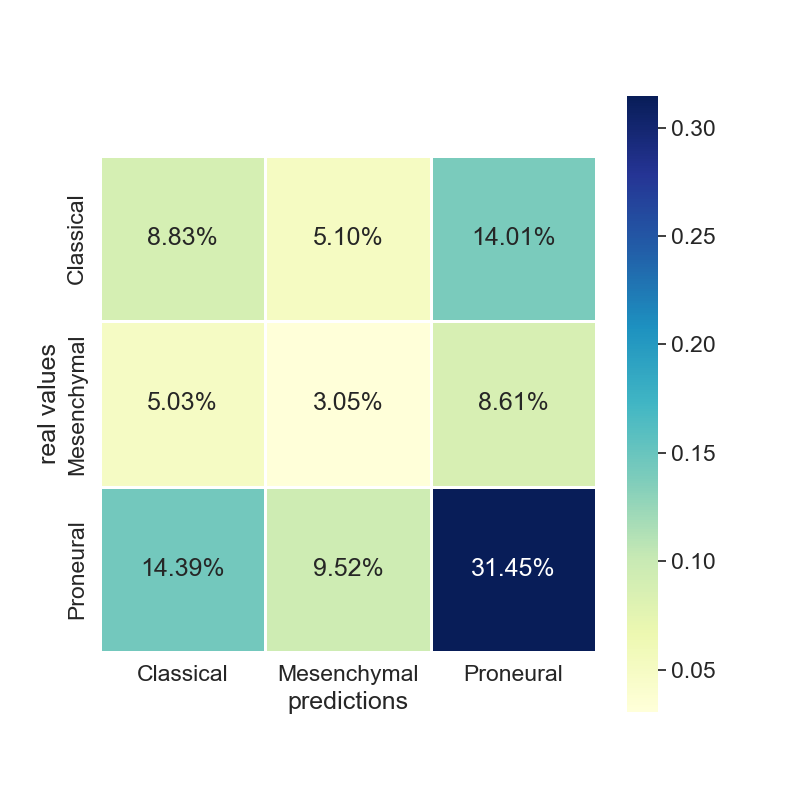 real values
Classical
8.83%
5.10%
14.01%
Mesenchymal
5.03%
3.05%
8.61%
Proneural
14.39%
9.52%
31.45%
Classical
Mesenchymal
Proneural
predictions
0.30
0.25
0.20
0.15
0.10
0.05